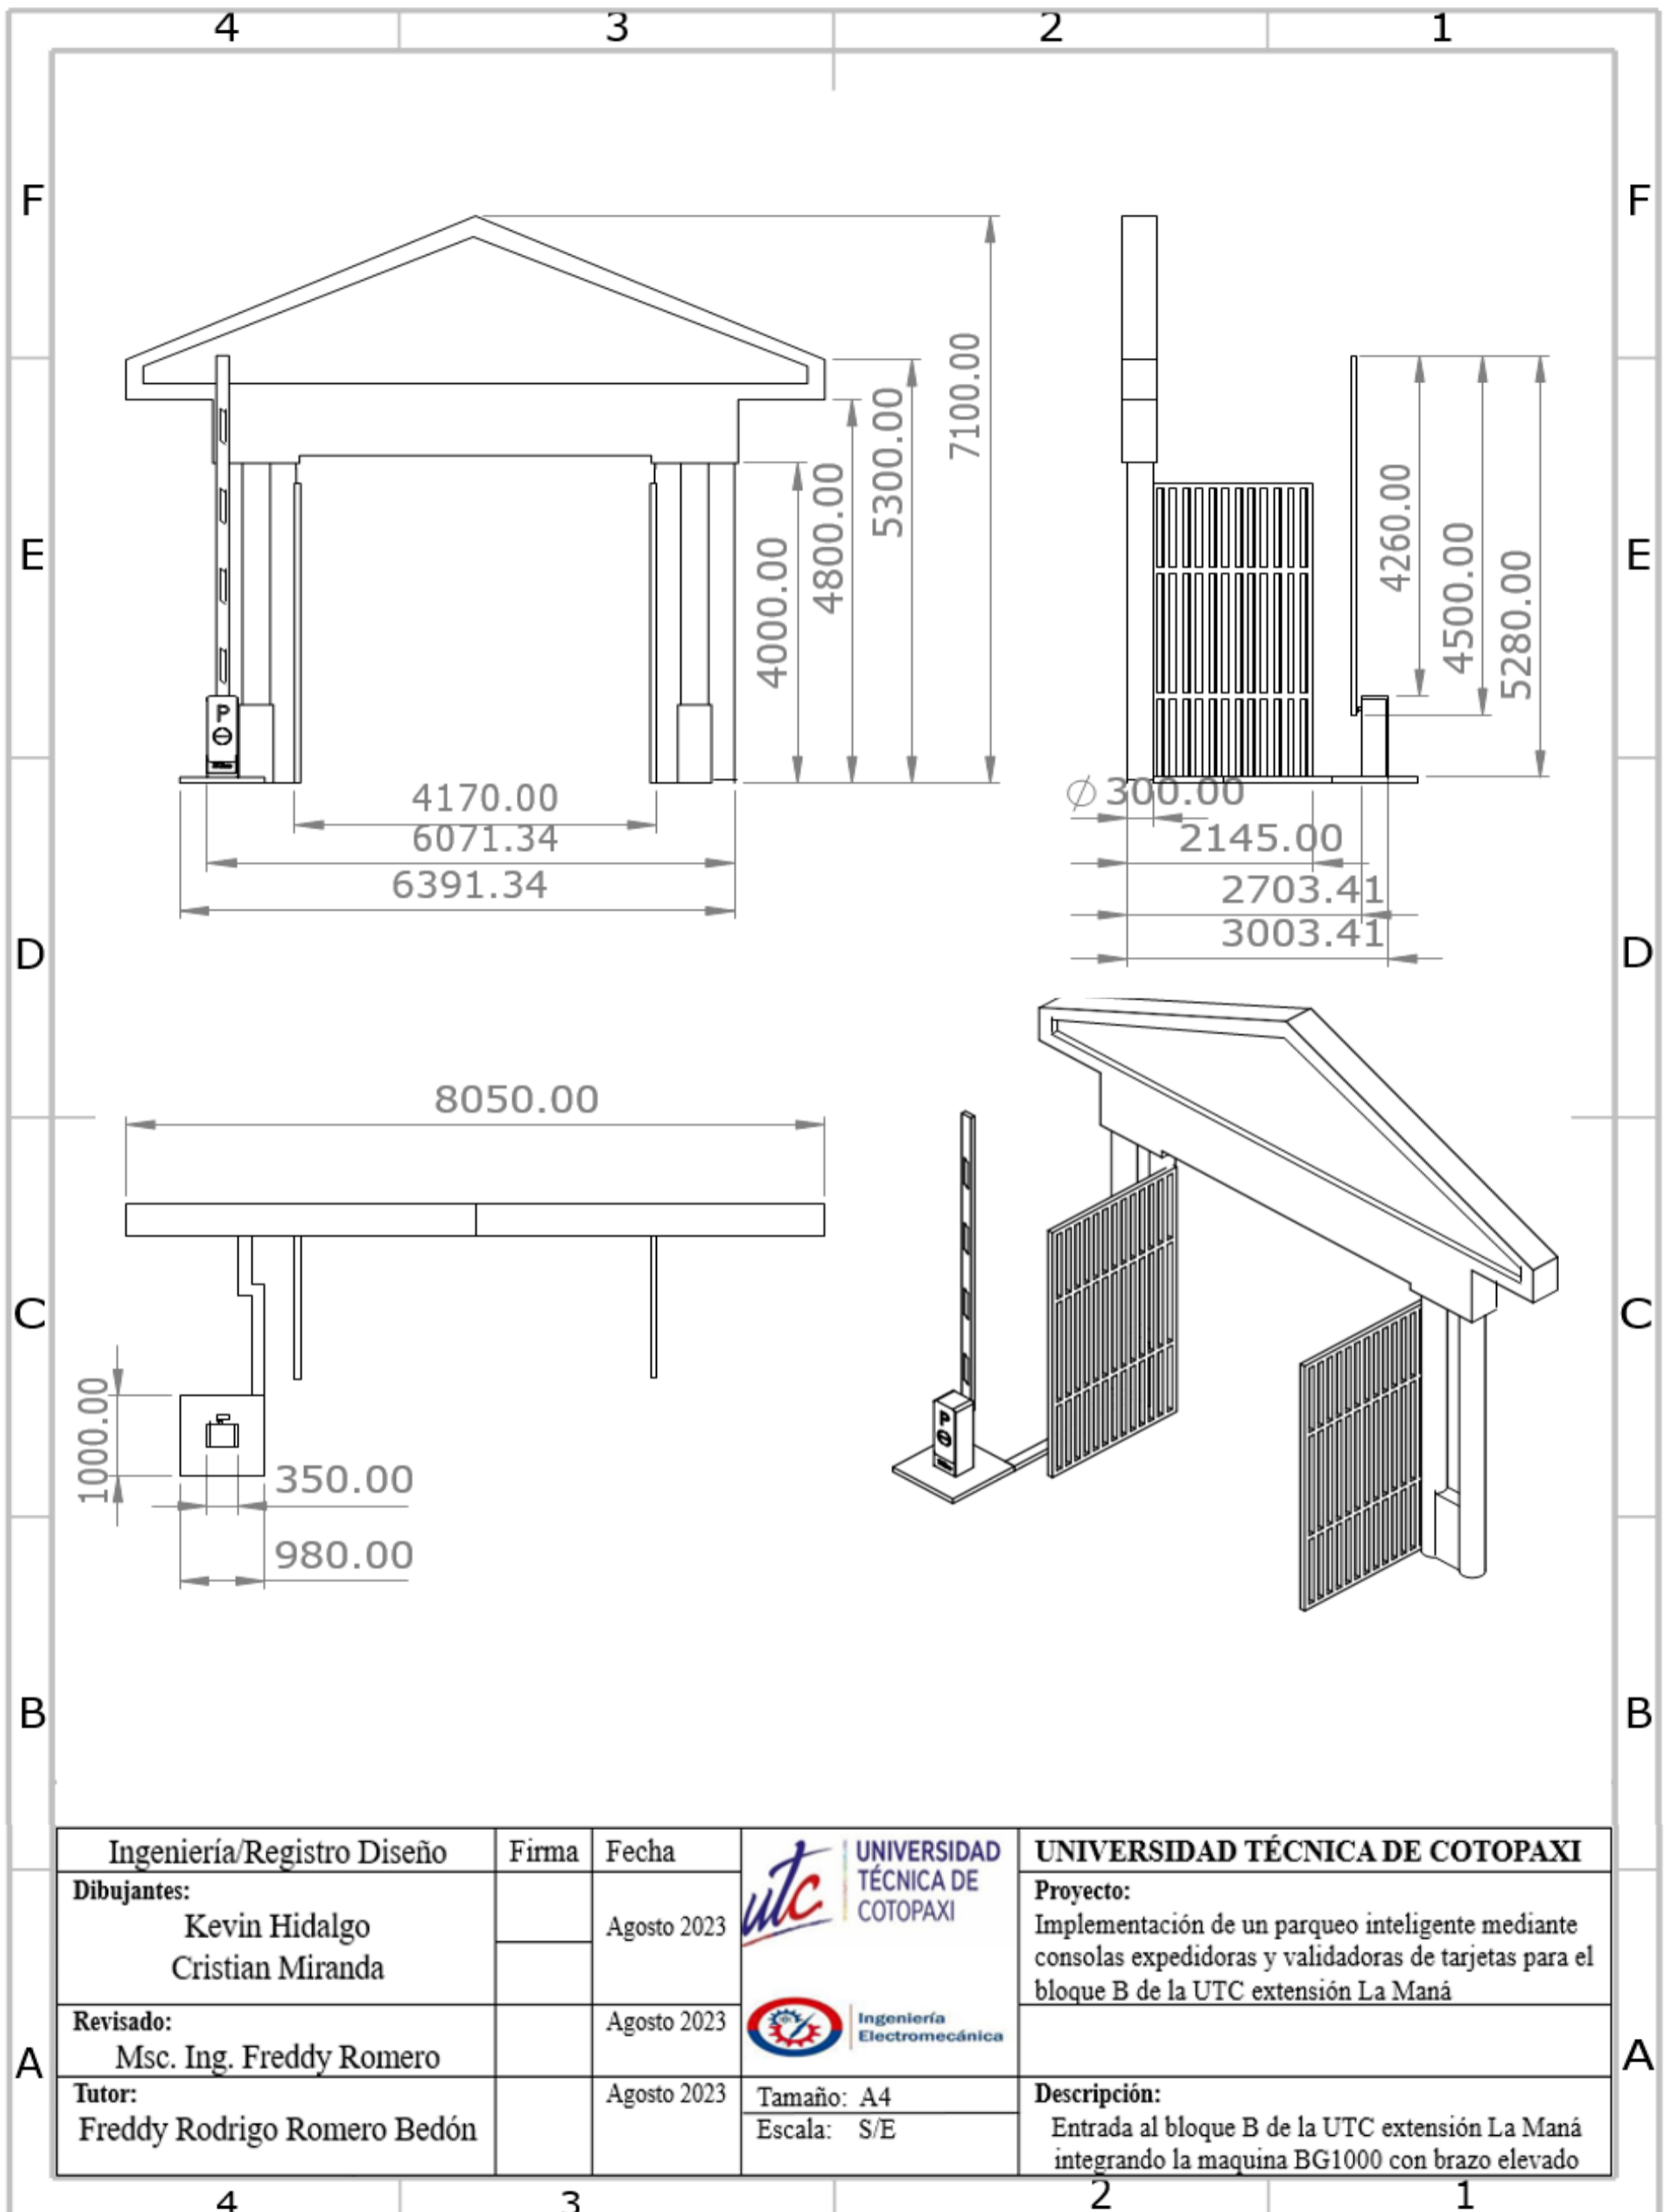 4 3 2 1
F F
7100.00
5300.00
4800.00
4000.00
4260.00
4500.00
5280.00
E E
P
4170.00
6071.34
6391.34
∅300.00
2145.00
2703.41
3003.41
D D
8050.00
C C
1000.00
350.00
980.00
P
B B
Ingeniería/Registro Diseño Firma Fecha
Dibujantes:
Kevin Hidalgo
Cristian Miranda
Agosto 2023
Revisado:
Msc. Ing. Freddy Romero
Agosto 2023
Tutor:
Freddy Rodrigo Romero Bedón
Agosto 2023
utc
UNIVERSIDAD
TÉCNICA DE
COTOPAXI
Ingeniería
Electromecánica
Tamaño: A4
Escala: S/E
UNIVERSIDAD TÉCNICA DE COTOPAXI
Proyecto:
Implementación de un parqueo inteligente mediante
consolas expedidoras y validadoras de tarjetas para el
bloque B de la UTC extensión La Maná
Descripción:
Entrada al bloque B de la UTC extensión La Maná
integrando la maquina BG1000 con brazo elevado
A A
4 3 2 1